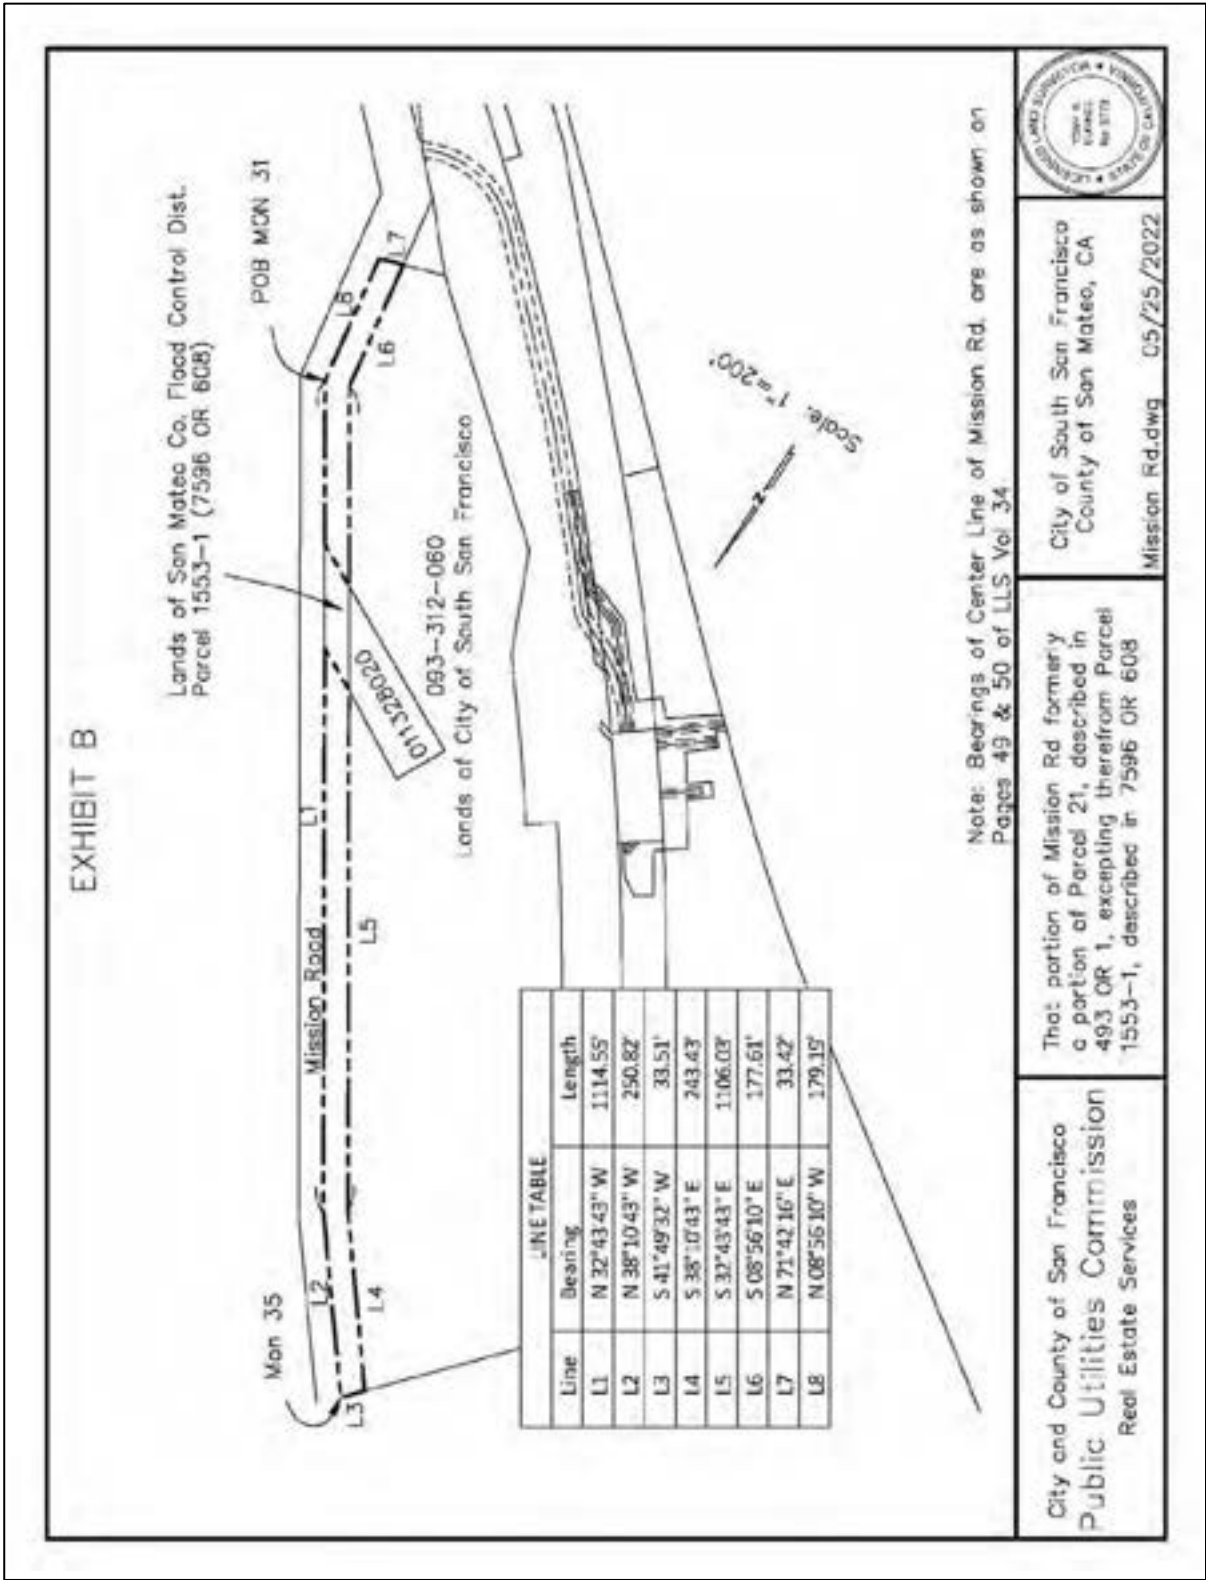 EXHIBIT B
Lands of San Mateo Co. Flood Control Dist.
Parcel 1553-1 (7596 OR 608)
POB MON 31
Mon 35
Mission Road
L1
L2
L3
L4
L5
L6
L7
L8
011328020
093-312-060
Lands of City of South San Francisco
Scale: 1"=200'
N
LINE TABLE
Line Bearing Length
L1 N 32°43'43" W 1114.55'
L2 N 38°10'43" W 250.82'
L3 S 41°49'32" W 33.51'
L4 S 38°10'43" E 243.43'
L5 S 32°43'43" E 1106.03'
L6 S 08°56'10" E 177.61'
L7 N 71°42'16" E 33.42'
L8 N 08°56'10" W 179.19'
Note: Bearings of Center Line of Mission Rd. are as shown on
Pages 49 & 50 of LLS Vol 34
City and County of San Francisco
Public Utilities Commission
Real Estate Services
That portion of Mission Rd formerly
a portion of Parcel 21, described in
493 OR 1, excepting therefrom Parcel
1553-1, described in 7596 OR 608
City of South San Francisco
County of San Mateo, CA
Mission Rd.dwg 05/25/2022
LICENSED LAND SURVEYOR
STATE OF CALIFORNIA